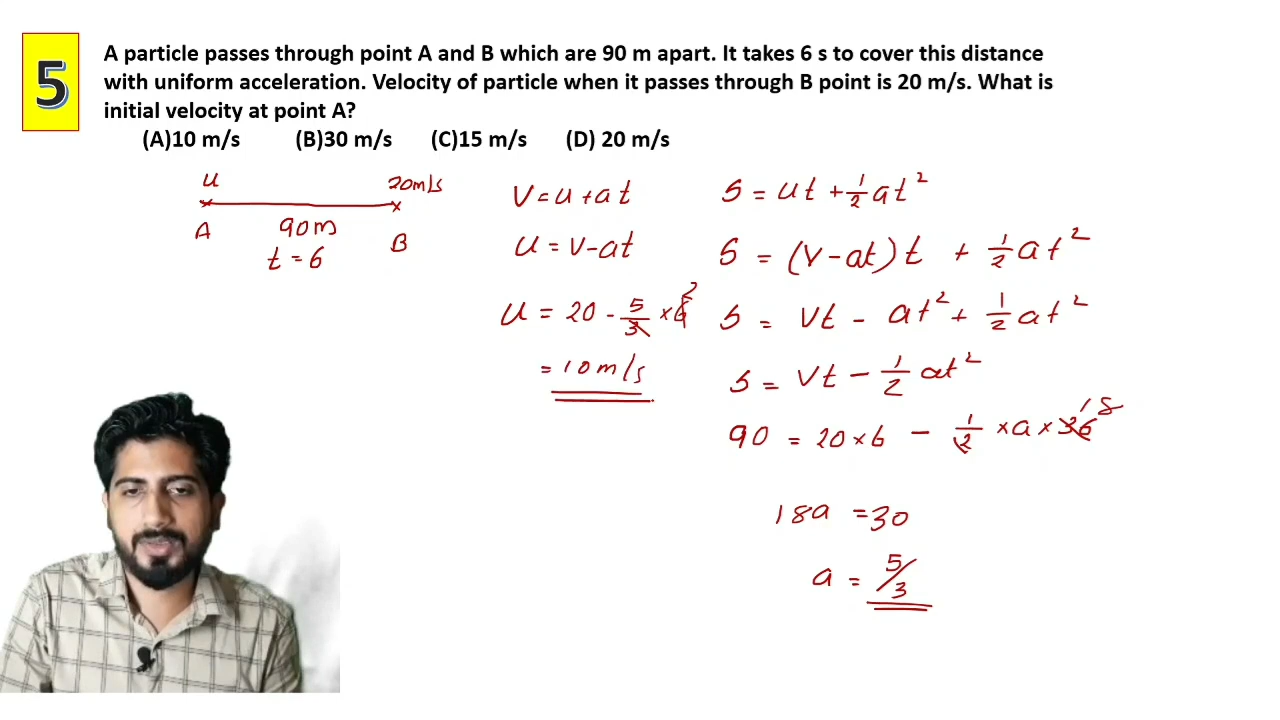 5
A particle passes through point A and B which are 90 m apart. It takes 6 s to cover this distance
with uniform acceleration. Velocity of particle when it passes through B point is 20 m/s. What is
initial velocity at point A?
(A)10 m/s (B)30 m/s (C)15 m/s (D) 20 m/s
u 20m/s
A 90m B
t = 6
v = u + at
u = v - at
u = 20 - 5/3 × 6 2
= 10 m/s
S = ut + 1/2 at²
S = (v - at) t + 1/2 at²
S = vt - at² + 1/2 at²
S = vt - 1/2 at²
90 = 20 × 6 - 1/2 × a × 36 18
18a = 30
a = 5/3